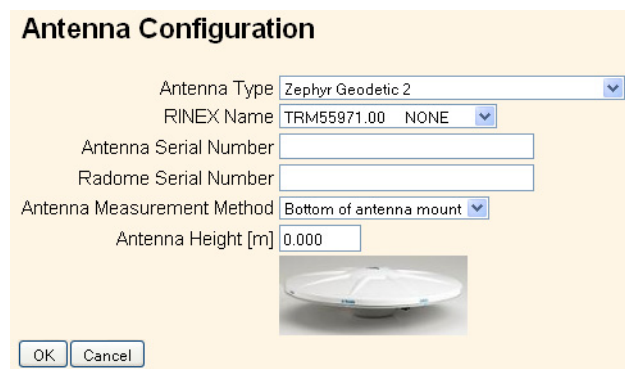 Antenna Configuration
Antenna Type Zephyr Geodetic 2
RINEX Name TRM55971.00 NONE
Antenna Serial Number
Radome Serial Number
Antenna Measurement Method Bottom of antenna mount
Antenna Height [m] 0.000
OK Cancel